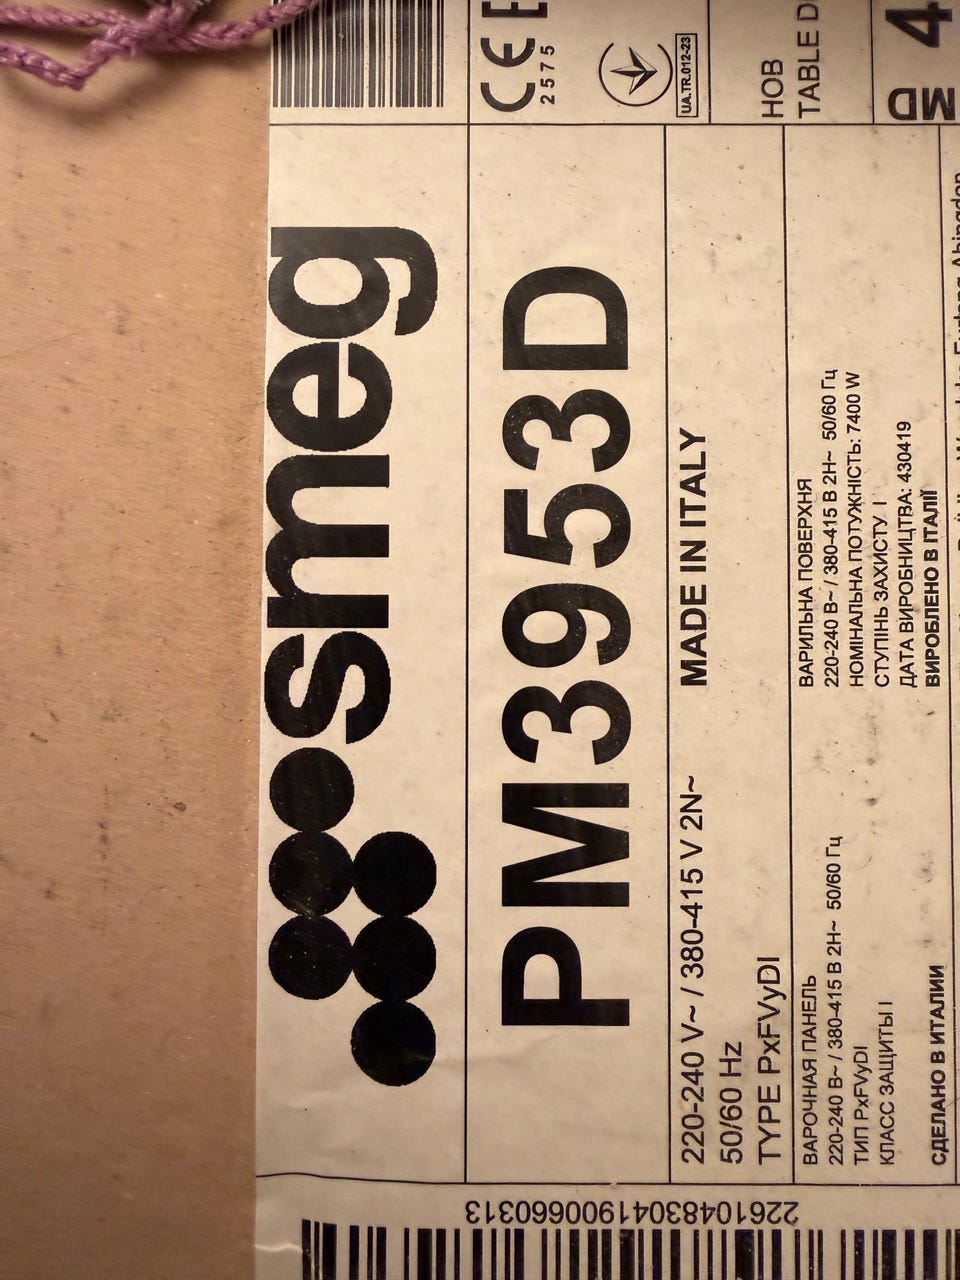 smeg
CE
2575
UA.TR.012-23
HOB
PM3953D
220-240 V~ / 380-415 V 2N~
MADE IN ITALY
50/60 Hz
TYPE PxFVyDI
ВАРОЧНАЯ ПАНЕЛЬ
220-240 В~ / 380-415 В 2Н~ 50/60 Гц
ТИП PxFVyDI
КЛАСС ЗАЩИТЫ I
СДЕЛАНО В ИТАЛИИ
ВАРИЛЬНА ПОВЕРХНЯ
220-240 В~ / 380-415 В 2Н~ 50/60 Гц
НОМІНАЛЬНА ПОТУЖНІСТЬ: 7400 W
СТУПІНЬ ЗАХИСТУ I
ДАТА ВИРОБНИЦТВА: 430419
ВИРОБЛЕНО В ІТАЛІЇ
TABLE D
4
MD
22610483041900660313